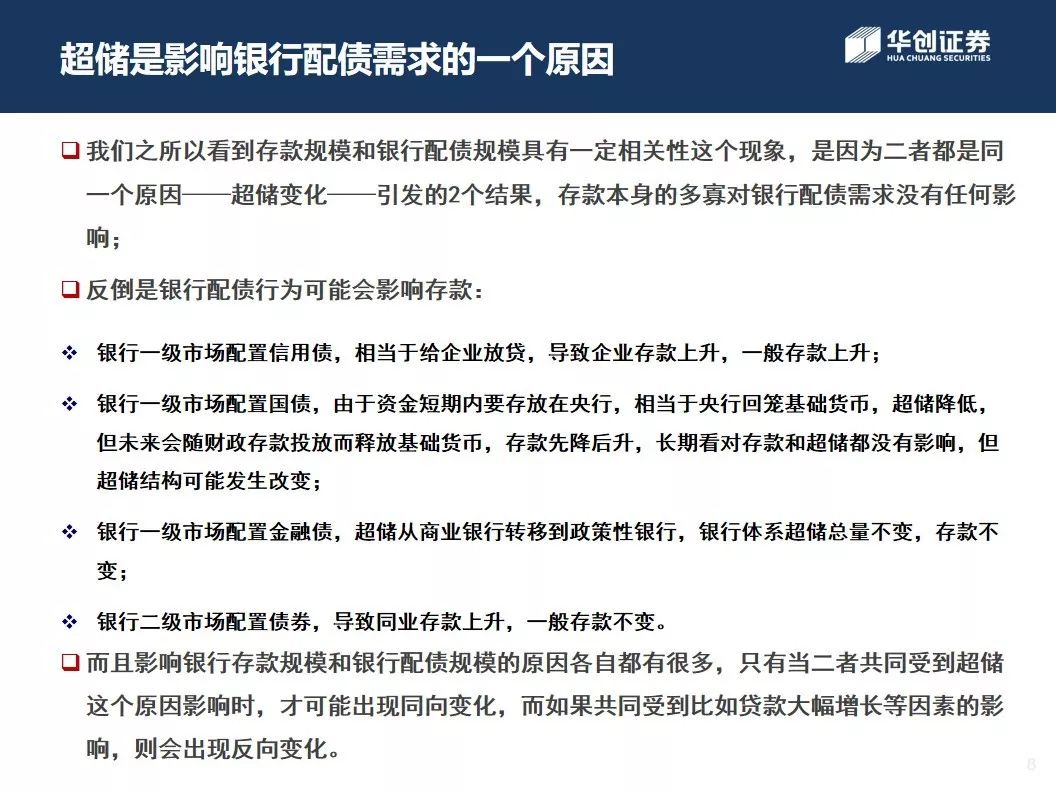 超储是影响银行配债需求的一个原因
华创证券
HUA CHUANG SECURITIES
我们之所以看到存款规模和银行配债规模具有一定相关性这个现象，是因为二者都是同
一个原因——超储变化——引发的2个结果，存款本身的多寡对银行配债需求没有任何影
响；
反倒是银行配债行为可能会影响存款：
银行一级市场配置信用债，相当于给企业放贷，导致企业存款上升，一般存款上升；
银行一级市场配置国债，由于资金短期内要存放在央行，相当于央行回笼基础货币，超储降低，
但未来会随财政存款投放而释放基础货币，存款先降后升，长期看对存款和超储都没有影响，但
超储结构可能发生改变；
银行一级市场配置金融债，超储从商业银行转移到政策性银行，银行体系超储总量不变，存款不
变；
银行二级市场配置债券，导致同业存款上升，一般存款不变。
而且影响银行存款规模和银行配债规模的原因各自都有很多，只有当二者共同受到超储
这个原因影响时，才可能出现同向变化，而如果共同受到比如贷款大幅增长等因素的影
响，则会出现反向变化。
8